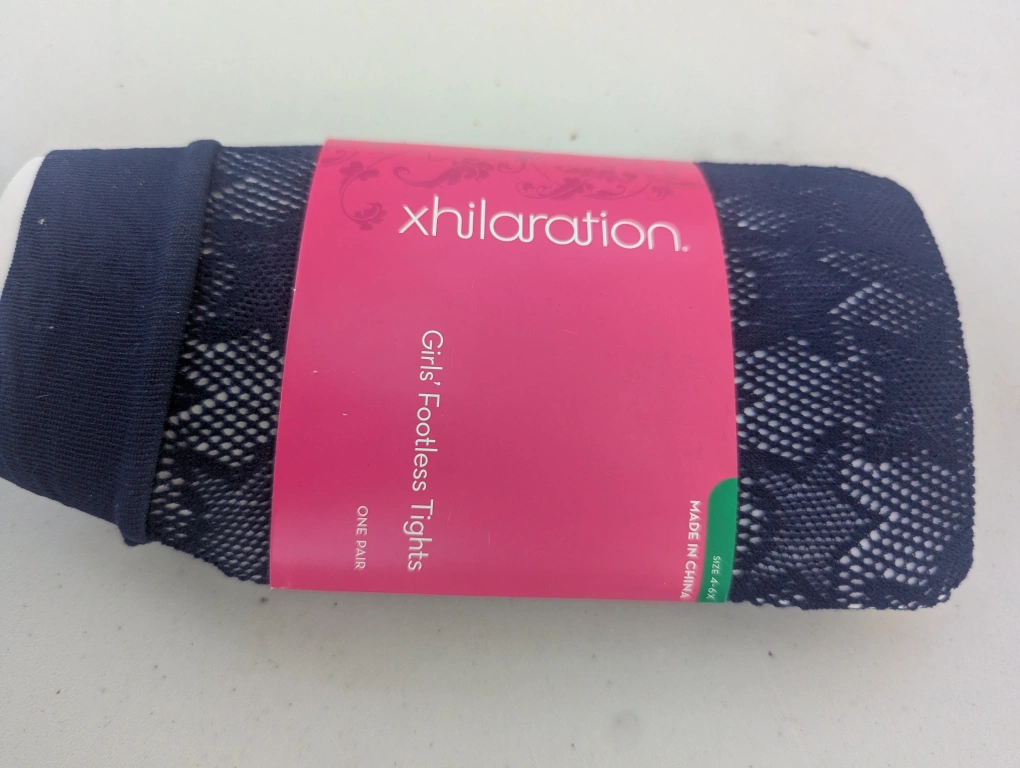 xhilaration.
Girls' Footless Tights
ONE PAIR
MADE IN CHINA
SIZE 4-6X